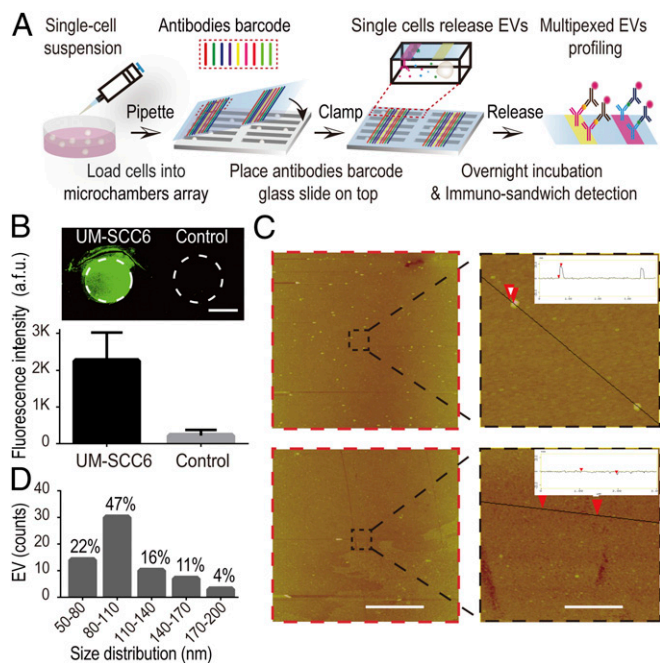 A
Single-cell
suspension
Antibodies barcode
Single cells release EVs
Multipexed EVs
profiling
Pipette
Clamp
Release
Load cells into
microchambers array
Place antibodies barcode
glass slide on top
Overnight incubation
& Immuno-sandwich detection
B
UM-SCC6
Control
Fluorescence intensity (a.f.u.)
3K
2K
1K
0
UM-SCC6
Control
C
D
EV (counts)
40
30
20
10
0
22%
47%
16%
11%
4%
50-80
80-110
110-140
140-170
170-200
Size distribution (nm)